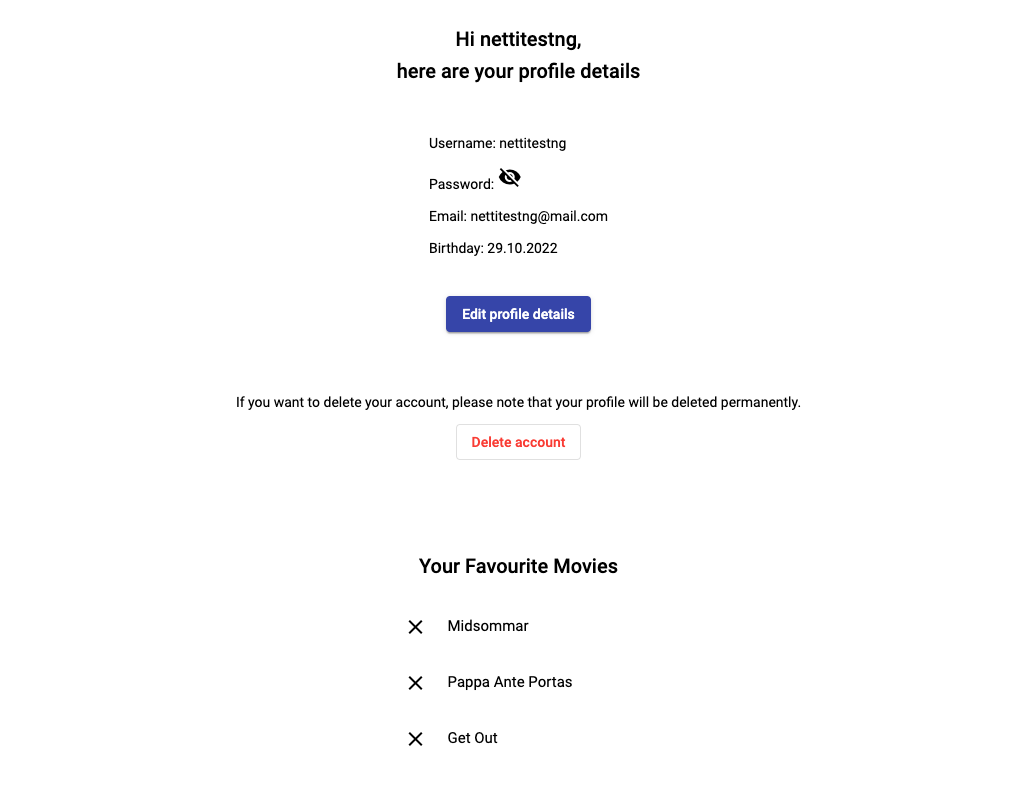 Hi nettitestng,
here are your profile details
Username: nettitestng
Password:
Email: nettitestng@mail.com
Birthday: 29.10.2022
Edit profile details
If you want to delete your account, please note that your profile will be deleted permanently.
Delete account
Your Favourite Movies
Midsommar
Pappa Ante Portas
Get Out